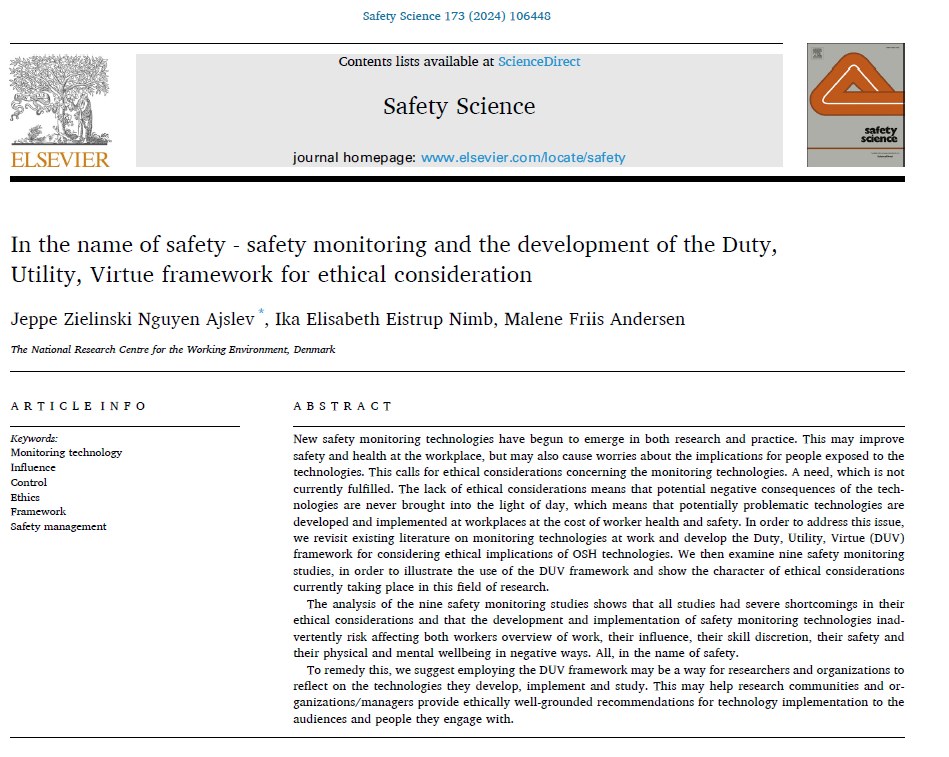 Safety Science 173 (2024) 106448
Contents lists available at ScienceDirect
Safety Science
journal homepage: www.elsevier.com/locate/safety
ELSEVIER
safety
science
In the name of safety - safety monitoring and the development of the Duty,
Utility, Virtue framework for ethical consideration
Jeppe Zielinski Nguyen Ajslev *, Ika Elisabeth Eistrup Nimb, Malene Friis Andersen
The National Research Centre for the Working Environment, Denmark
ARTICLE INFO
Keywords:
Monitoring technology
Influence
Control
Ethics
Framework
Safety management
ABSTRACT
New safety monitoring technologies have begun to emerge in both research and practice. This may improve
safety and health at the workplace, but may also cause worries about the implications for people exposed to the
technologies. This calls for ethical considerations concerning the monitoring technologies. A need, which is not
currently fulfilled. The lack of ethical considerations means that potential negative consequences of the tech-
nologies are never brought into the light of day, which means that potentially problematic technologies are
developed and implemented at workplaces at the cost of worker health and safety. In order to address this issue,
we revisit existing literature on monitoring technologies at work and develop the Duty, Utility, Virtue (DUV)
framework for considering ethical implications of OSH technologies. We then examine nine safety monitoring
studies, in order to illustrate the use of the DUV framework and show the character of ethical considerations
currently taking place in this field of research.
The analysis of the nine safety monitoring studies shows that all studies had severe shortcomings in their
ethical considerations and that the development and implementation of safety monitoring technologies inad-
vertently risk affecting both workers overview of work, their influence, their skill discretion, their safety and
their physical and mental wellbeing in negative ways. All, in the name of safety.
To remedy this, we suggest employing the DUV framework may be a way for researchers and organizations to
reflect on the technologies they develop, implement and study. This may help research communities and or-
ganizations/managers provide ethically well-grounded recommendations for technology implementation to the
audiences and people they engage with.